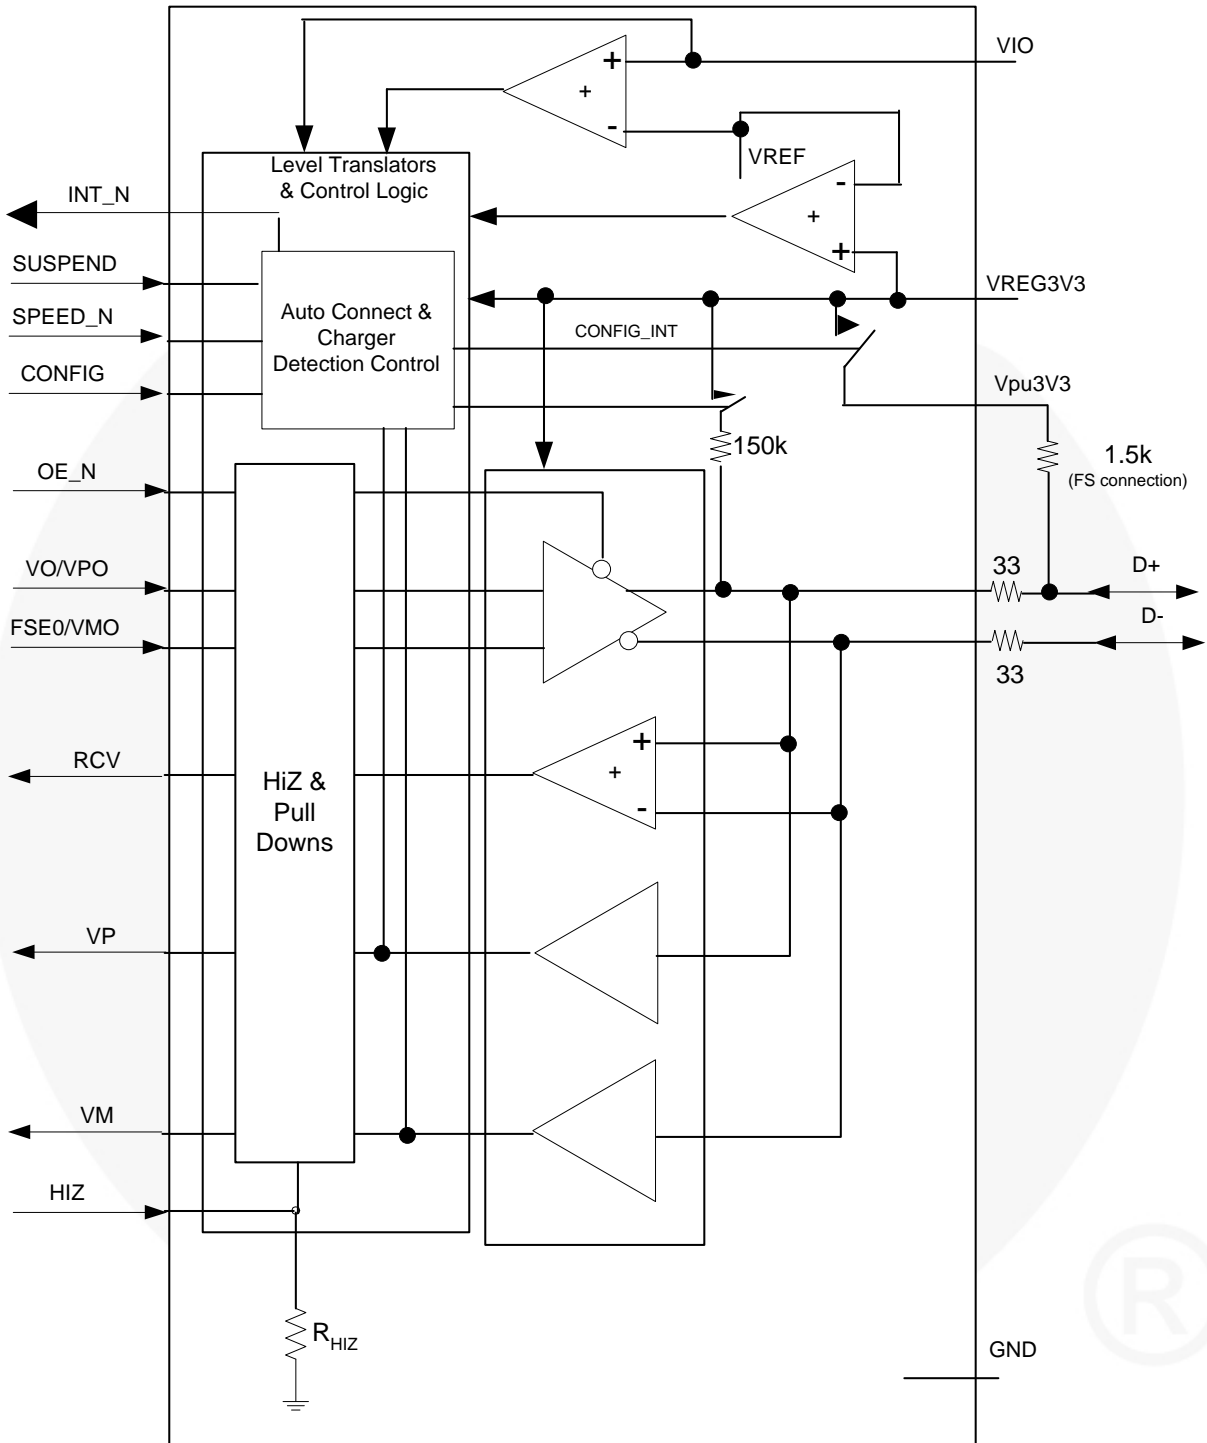 VIO
+
+
-
VREF
Level Translators
& Control Logic
-
+
+
INT_N
SUSPEND
VREG3V3
SPEED_N
Auto Connect &
Charger
Detection Control
CONFIG_INT
CONFIG
Vpu3V3
150k
1.5k
(FS connection)
OE_N
VO/VPO
33
D+
FSE0/VMO
D-
33
RCV
+
+
-
HiZ &
Pull
Downs
VP
VM
HIZ
RHIZ
GND
®